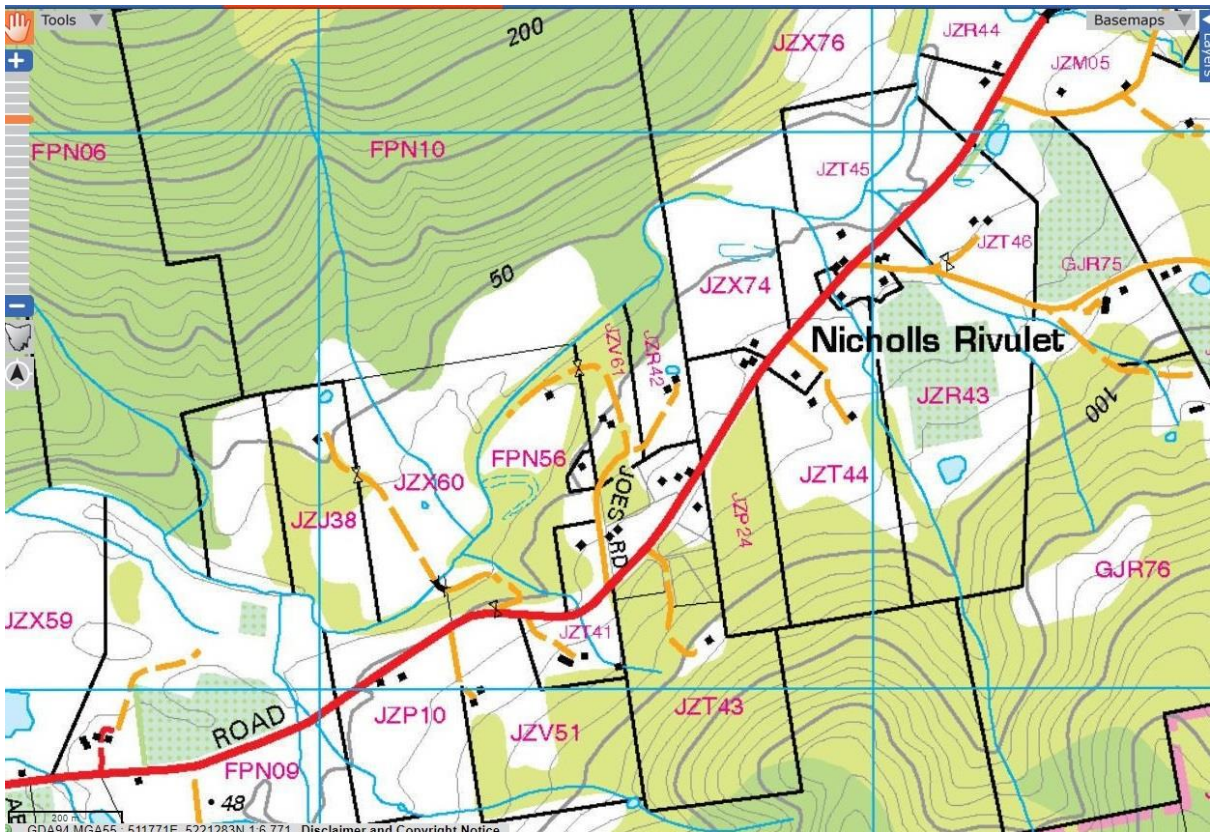 Tools
Basemaps
Layers
200
JZX76
JZR44
JZM05
FPN06
FPN10
JZT45
JZT46
GJR75
50
JZX74
Nicholls Rivulet
JZV61
JZR42
JZR43
100
FPN56
JZX60
JZJ38
JOES RD
JZP24
JZT44
GJR76
JZX59
JZT41
JZP10
JZV51
JZT43
ROAD
FPN09
48
200 m
GDA94 MGA55 : 511771E, 5221283N 1:6,771 Disclaimer and Copyright Notice